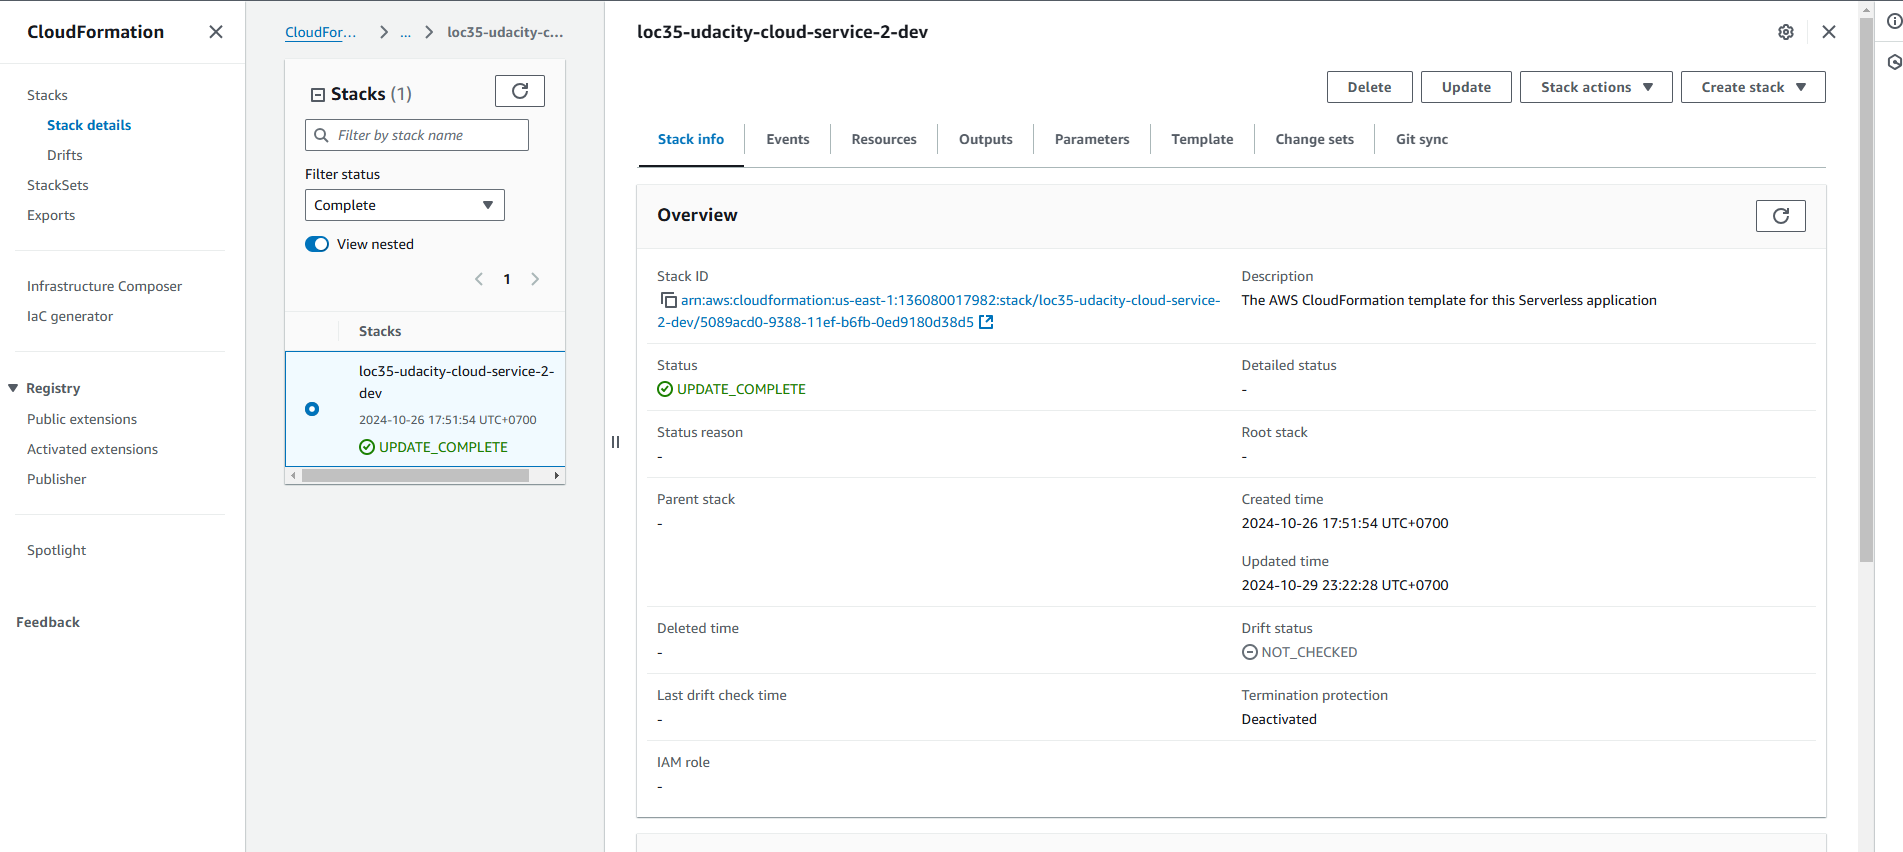 CloudFormation
Stacks
Stack details
Drifts
StackSets
Exports
Infrastructure Composer
IaC generator
Registry
Public extensions
Activated extensions
Publisher
Spotlight
Feedback
CloudFor... > ... > loc35-udacity-c...
Stacks (1)
Filter by stack name
Filter status
Complete
View nested
1
Stacks
loc35-udacity-cloud-service-2-
dev
2024-10-26 17:51:54 UTC+0700
UPDATE_COMPLETE
loc35-udacity-cloud-service-2-dev
Delete Update Stack actions Create stack
Stack info Events Resources Outputs Parameters Template Change sets Git sync
Overview
Stack ID
arn:aws:cloudformation:us-east-1:136080017982:stack/loc35-udacity-cloud-service-
2-dev/5089acd0-9388-11ef-b6fb-0ed9180d38d5
Description
The AWS CloudFormation template for this Serverless application
Status
UPDATE_COMPLETE
Detailed status
-
Status reason
-
Root stack
-
Parent stack
-
Created time
2024-10-26 17:51:54 UTC+0700
Updated time
2024-10-29 23:22:28 UTC+0700
Deleted time
-
Drift status
NOT_CHECKED
Last drift check time
-
Termination protection
Deactivated
IAM role
-